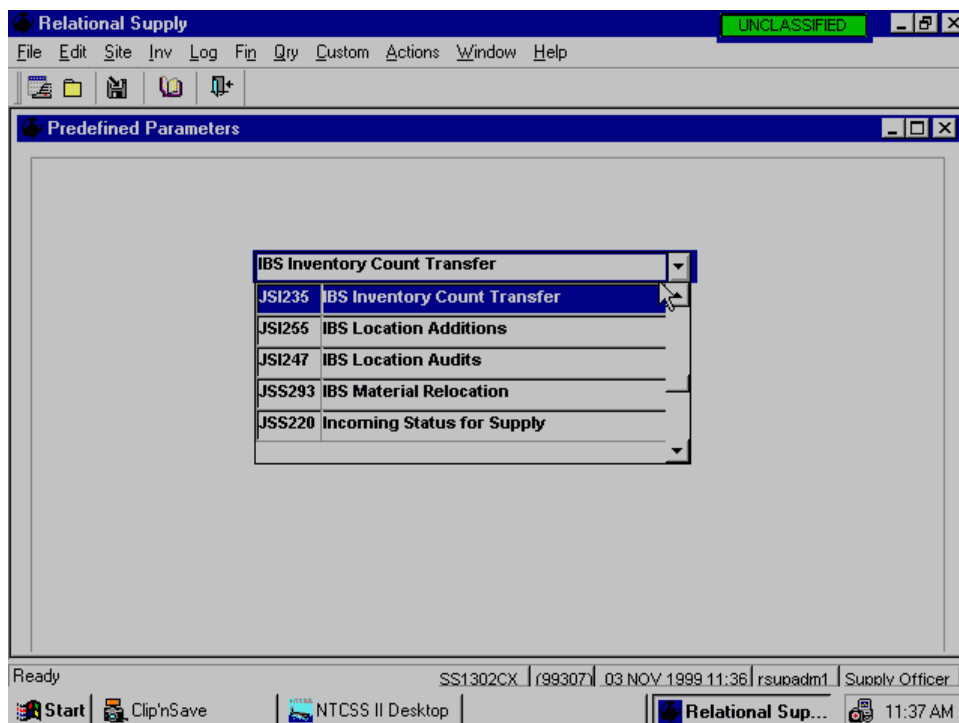 Relational Supply UNCLASSIFIED
File Edit Site Inv Log Fin Qry Custom Actions Window Help
Predefined Parameters
IBS Inventory Count Transfer
JSI235 IBS Inventory Count Transfer
JSI255 IBS Location Additions
JSI247 IBS Location Audits
JSS293 IBS Material Relocation
JSS220 Incoming Status for Supply
Ready SS1302CX (99307) 03 NOV 1999 11:36 rsupadm1 Supply Officer
Start Clip'nSave NTCSS II Desktop Relational Sup... 11:37 AM